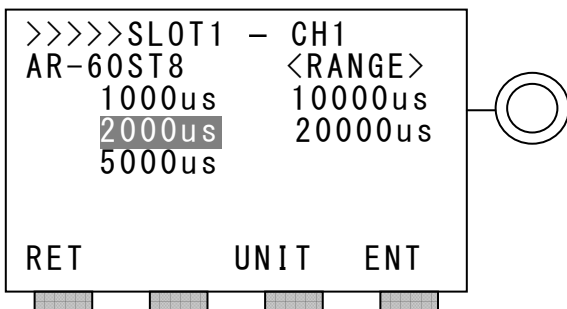 >>>>>SLOT1 – CH1
AR-60ST8 <RANGE>
1000us 10000us
2000us 20000us
5000us
RET UNIT ENT